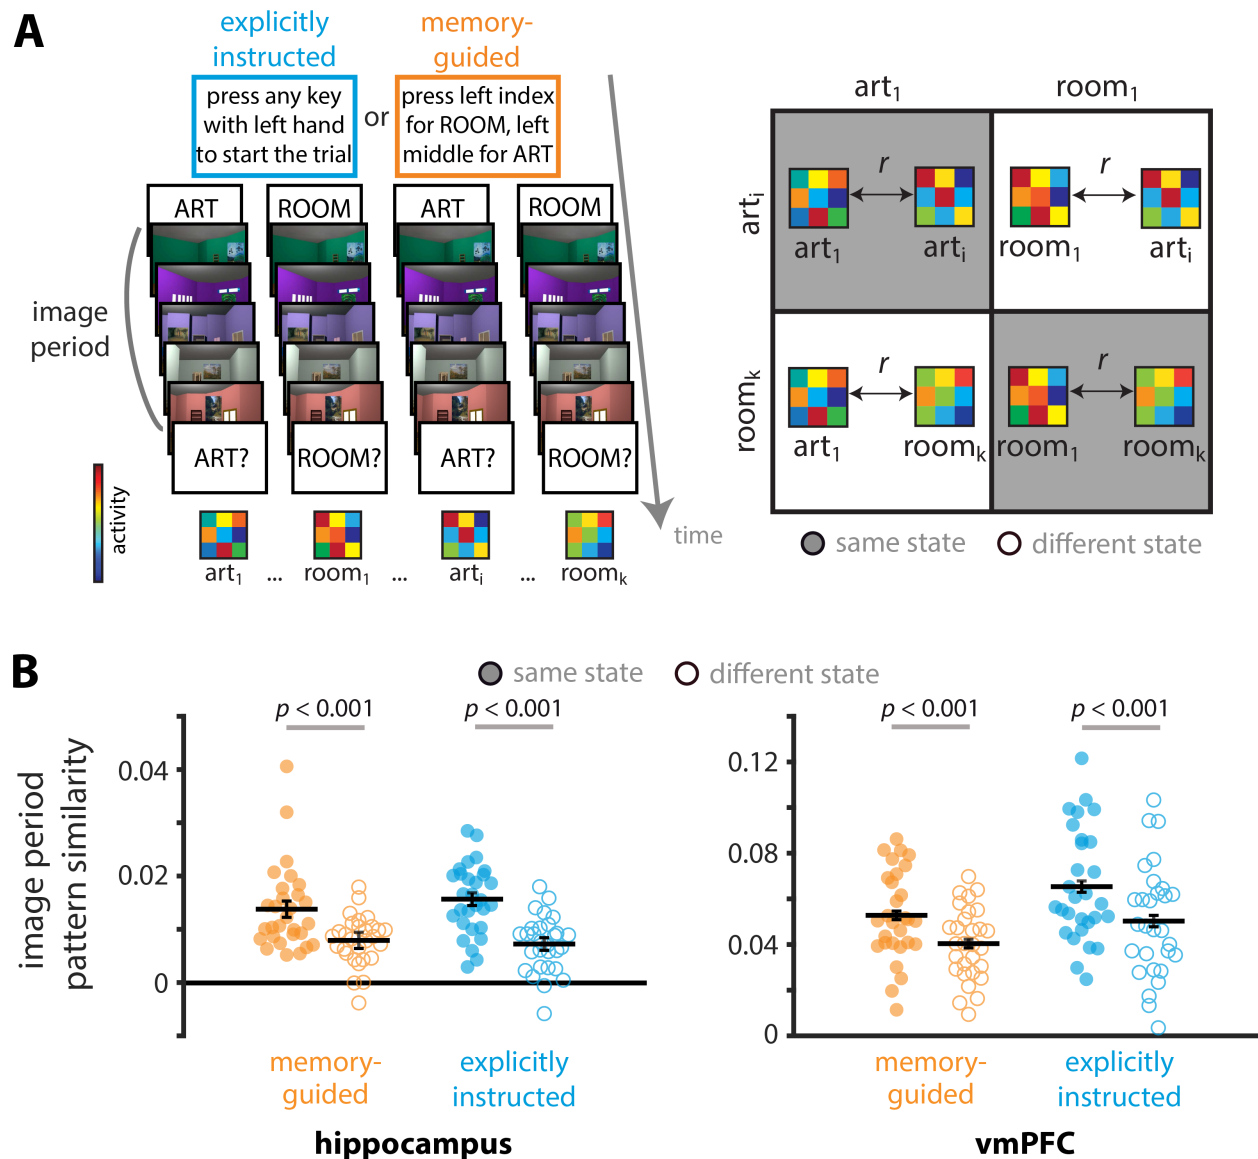 A
explicitly
instructed
memory-
guided
press any key
with left hand
to start the trial
or
press left index
for ROOM, left
middle for ART
ART
ROOM
ART
ROOM
image
period
ART?
ROOM?
ART?
ROOM?
activity
time
art1 ... room1 ... arti ... roomk
art1
room1
arti
r
art1
arti
r
room1
arti
roomk
r
art1
roomk
r
room1
roomk
same state
different state
B
same state
different state
image period
pattern similarity
p < 0.001
p < 0.001
0.04
0.02
0
memory-
guided
explicitly
instructed
hippocampus
p < 0.001
p < 0.001
0.12
0.08
0.04
0
memory-
guided
explicitly
instructed
vmPFC